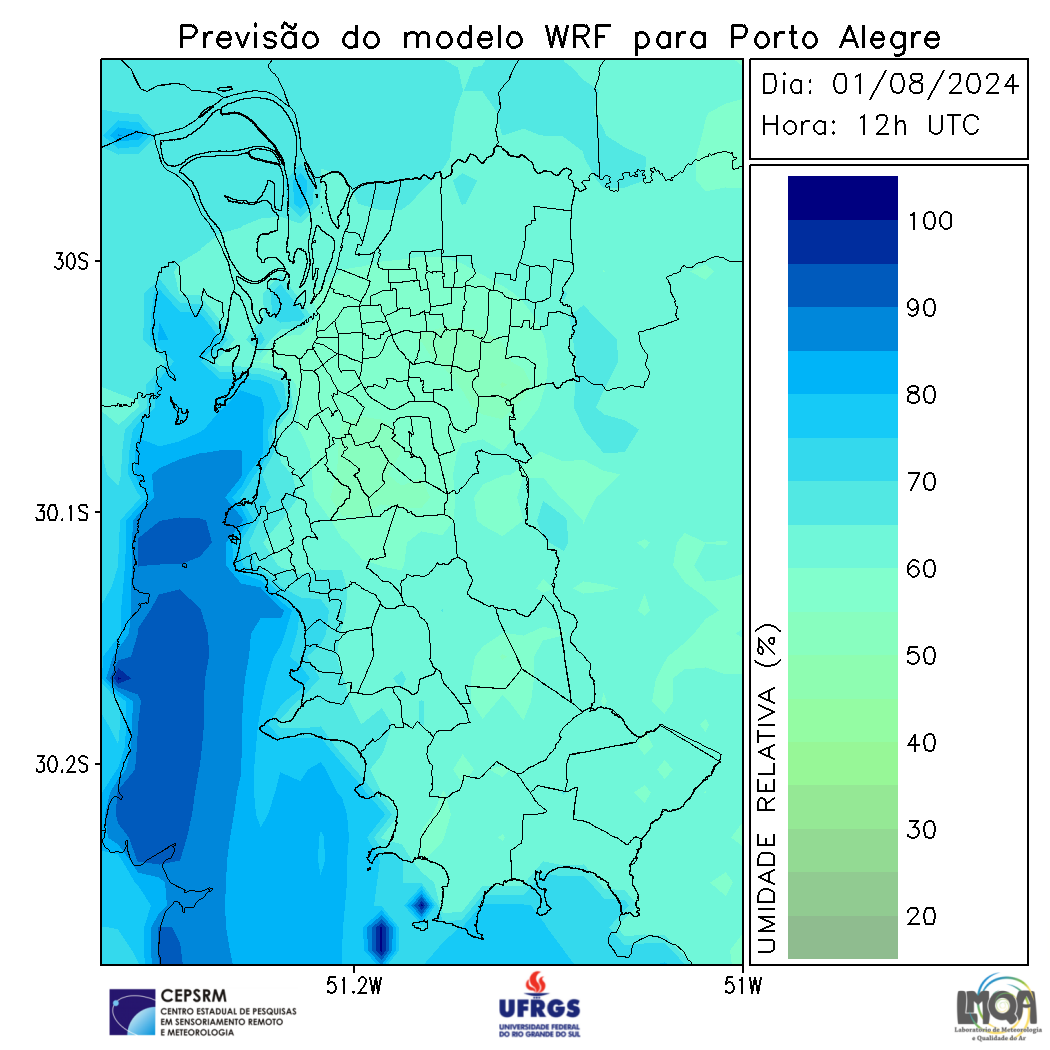 Previsão do modelo WRF para Porto Alegre
Dia: 01/08/2024
Hora: 12h UTC
30S
30.1S
30.2S
51.2W
51W
100
90
80
70
60
50
40
30
20
UMIDADE RELATIVA (%)
CEPSRM
CENTRO ESTADUAL DE PESQUISAS
EM SENSORIAMENTO REMOTO
E METEOROLOGIA
UFRGS
UNIVERSIDADE FEDERAL
DO RIO GRANDE DO SUL
LMQA
Laboratório de Meteorologia
e Qualidade do Ar